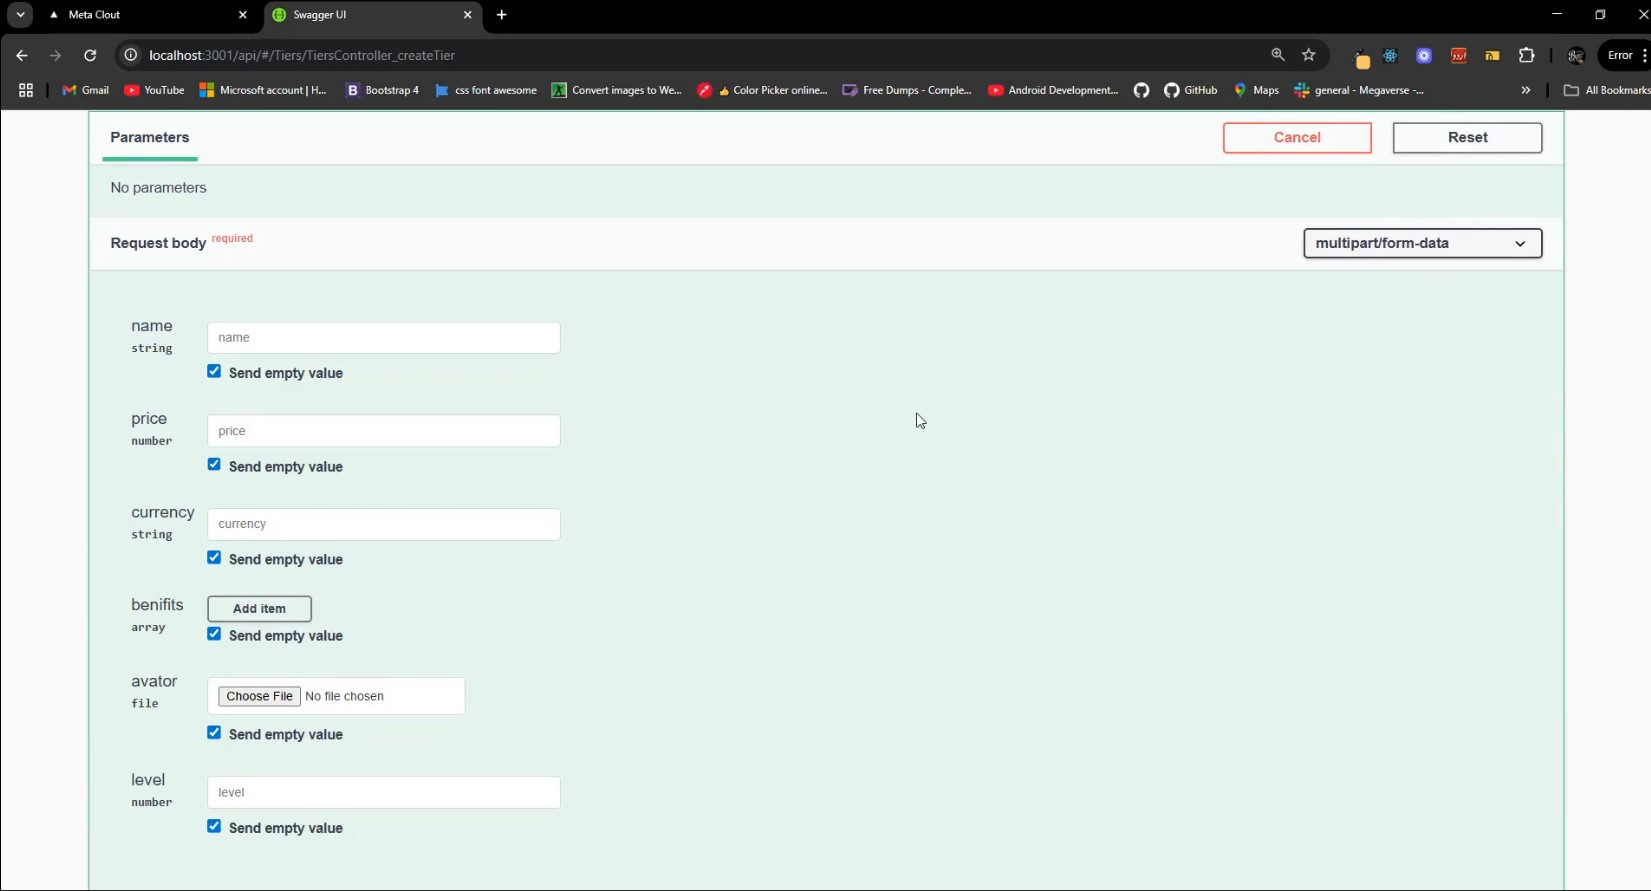 Meta Clout
Swagger UI
localhost:3001/api/#/Tiers/TiersController_createTier
Error
Gmail
YouTube
Microsoft account | H...
Bootstrap 4
css font awesome
Convert images to We...
Color Picker online...
Free Dumps - Comple...
Android Development...
GitHub
Maps
general - Megaverse -...
All Bookmarks
Parameters
Cancel
Reset
No parameters
Request body required
multipart/form-data
name
string
name
Send empty value
price
number
price
Send empty value
currency
string
currency
Send empty value
benifits
array
Add item
Send empty value
avator
file
Choose File No file chosen
Send empty value
level
number
level
Send empty value